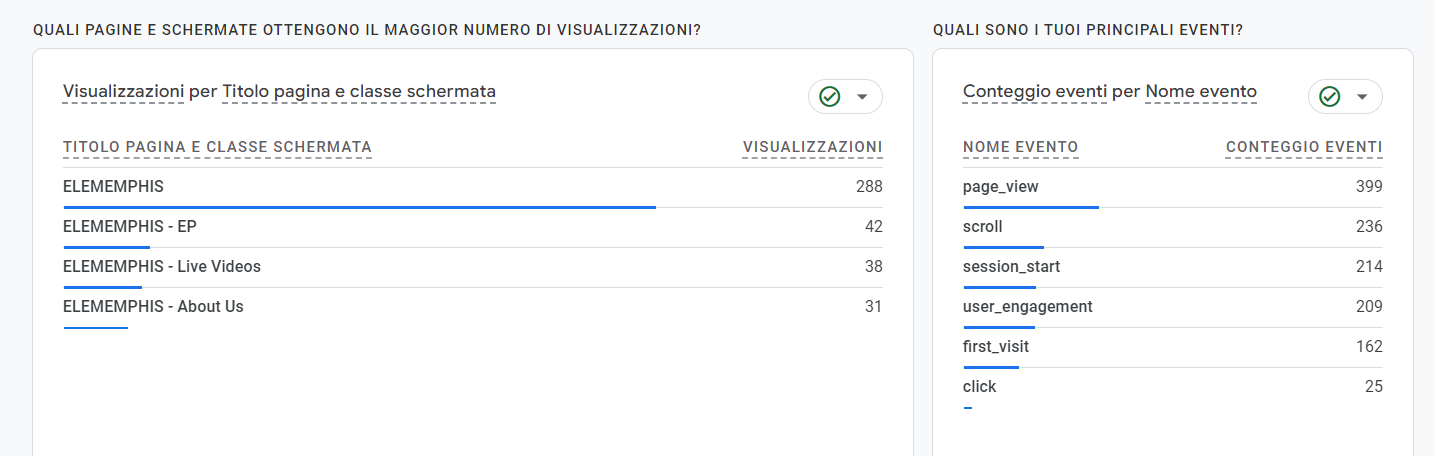 QUALI PAGINE E SCHERMATE OTTENGONO IL MAGGIOR NUMERO DI VISUALIZZAZIONI?
Visualizzazioni per Titolo pagina e classe schermata
TITOLO PAGINA E CLASSE SCHERMATA VISUALIZZAZIONI
ELEMEMPHIS 288
ELEMEMPHIS - EP 42
ELEMEMPHIS - Live Videos 38
ELEMEMPHIS - About Us 31
QUALI SONO I TUOI PRINCIPALI EVENTI?
Conteggio eventi per Nome evento
NOME EVENTO CONTEGGIO EVENTI
page_view 399
scroll 236
session_start 214
user_engagement 209
first_visit 162
click 25